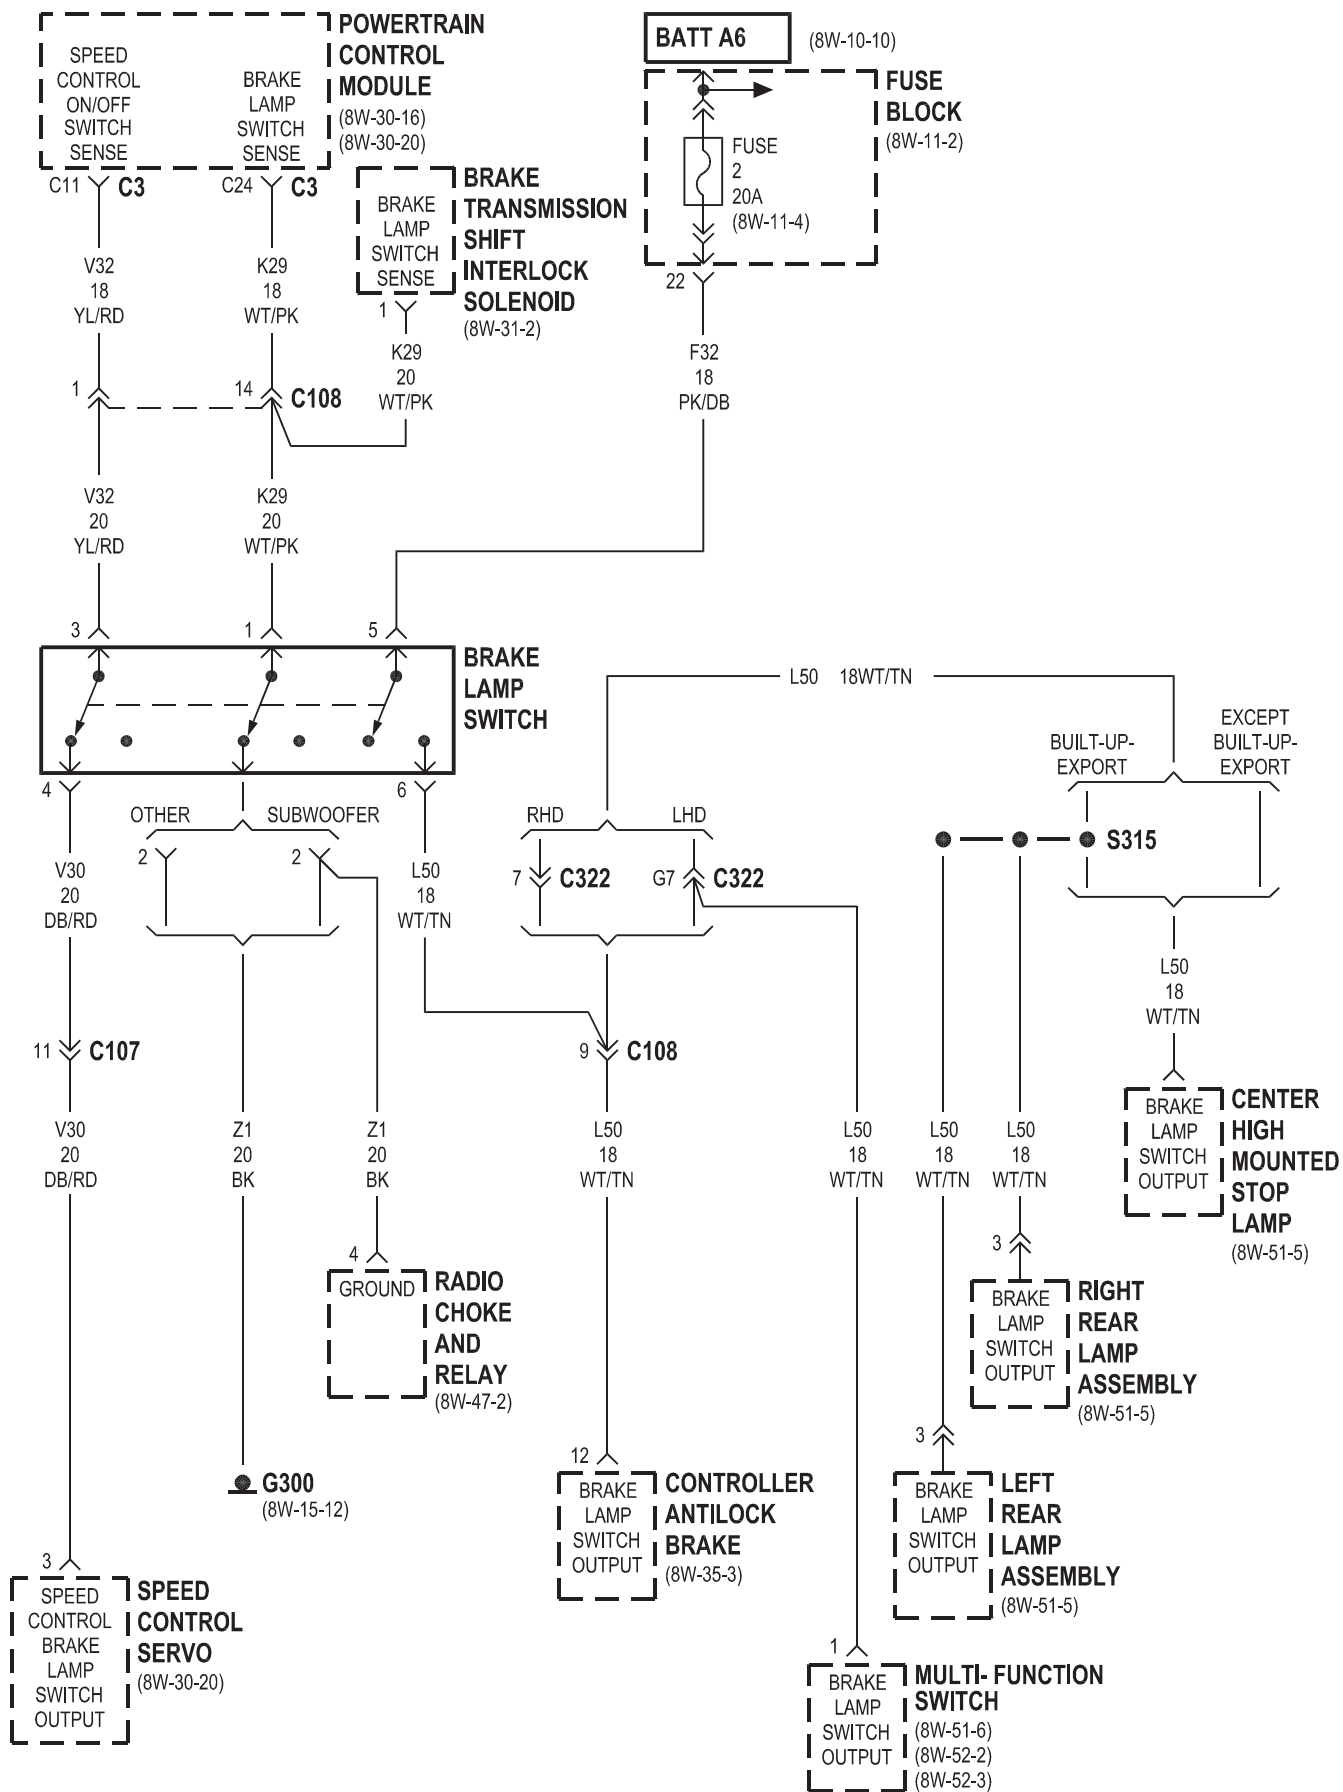 POWERTRAIN
CONTROL
MODULE
(8W-30-16)
(8W-30-20)
SPEED
CONTROL
ON/OFF
SWITCH
SENSE
BRAKE
LAMP
SWITCH
SENSE
C11
C3
C24
C3
BATT A6
(8W-10-10)
FUSE
BLOCK
(8W-11-2)
FUSE
2
20A
(8W-11-4)
22
BRAKE
LAMP
SWITCH
SENSE
BRAKE
TRANSMISSION
SHIFT
INTERLOCK
SOLENOID
(8W-31-2)
1
V32
18
YL/RD
K29
18
WT/PK
K29
20
WT/PK
F32
18
PK/DB
1
14
C108
V32
20
YL/RD
K29
20
WT/PK
3
1
5
BRAKE
LAMP
SWITCH
L50 18WT/TN
BUILT-UP-
EXPORT
EXCEPT
BUILT-UP-
EXPORT
4
6
OTHER
SUBWOOFER
2
2
RHD
LHD
7
C322
G7
C322
S315
V30
20
DB/RD
L50
18
WT/TN
L50
18
WT/TN
11
C107
9
C108
V30
20
DB/RD
Z1
20
BK
Z1
20
BK
L50
18
WT/TN
L50
18
WT/TN
L50
18
WT/TN
L50
18
WT/TN
BRAKE
LAMP
SWITCH
OUTPUT
CENTER
HIGH
MOUNTED
STOP
LAMP
(8W-51-5)
4
GROUND
RADIO
CHOKE
AND
RELAY
(8W-47-2)
3
BRAKE
LAMP
SWITCH
OUTPUT
RIGHT
REAR
LAMP
ASSEMBLY
(8W-51-5)
G300
(8W-15-12)
12
BRAKE
LAMP
SWITCH
OUTPUT
CONTROLLER
ANTILOCK
BRAKE
(8W-35-3)
3
BRAKE
LAMP
SWITCH
OUTPUT
LEFT
REAR
LAMP
ASSEMBLY
(8W-51-5)
3
SPEED
CONTROL
BRAKE
LAMP
SWITCH
OUTPUT
SPEED
CONTROL
SERVO
(8W-30-20)
1
BRAKE
LAMP
SWITCH
OUTPUT
MULTI- FUNCTION
SWITCH
(8W-51-6)
(8W-52-2)
(8W-52-3)